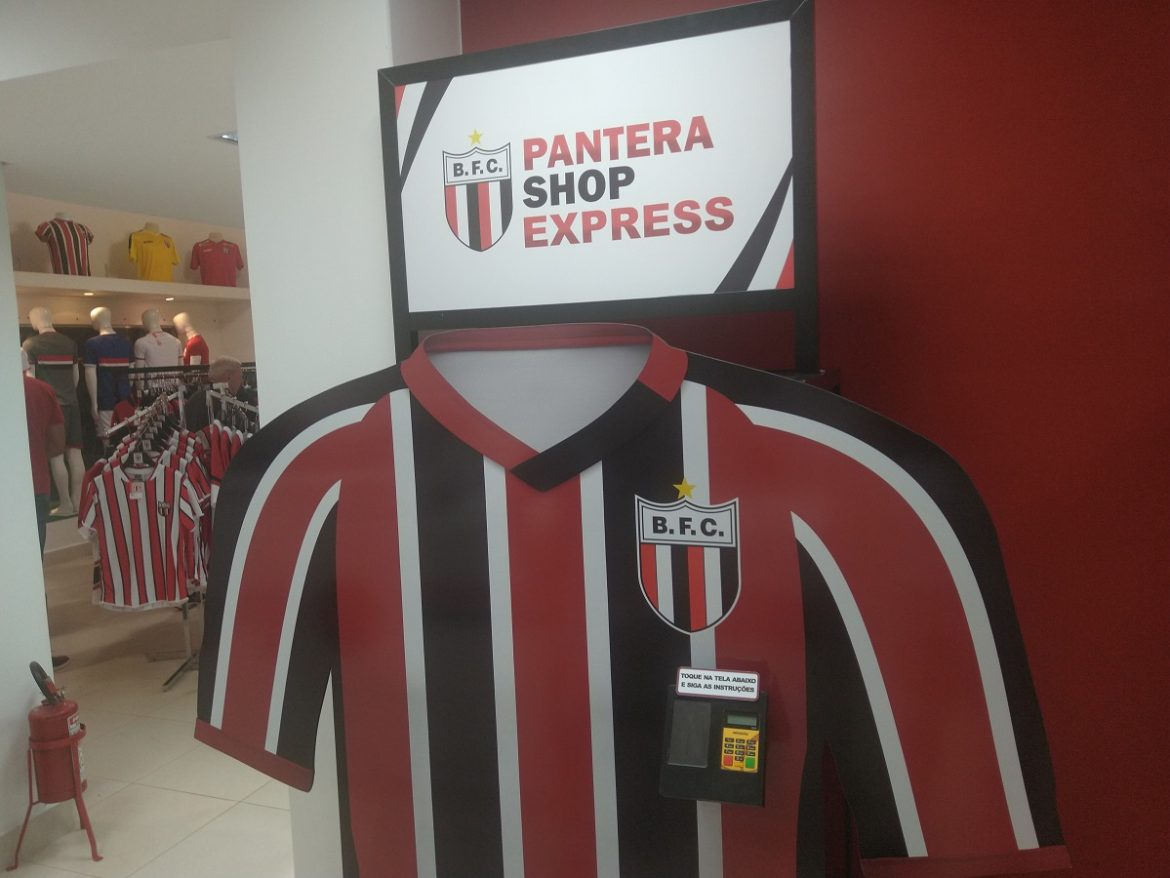 B.F.C.
PANTERA
SHOP
EXPRESS
B.F.C.
TOQUE NA TELA ABAIXO
E SIGA AS INSTRUÇÕES